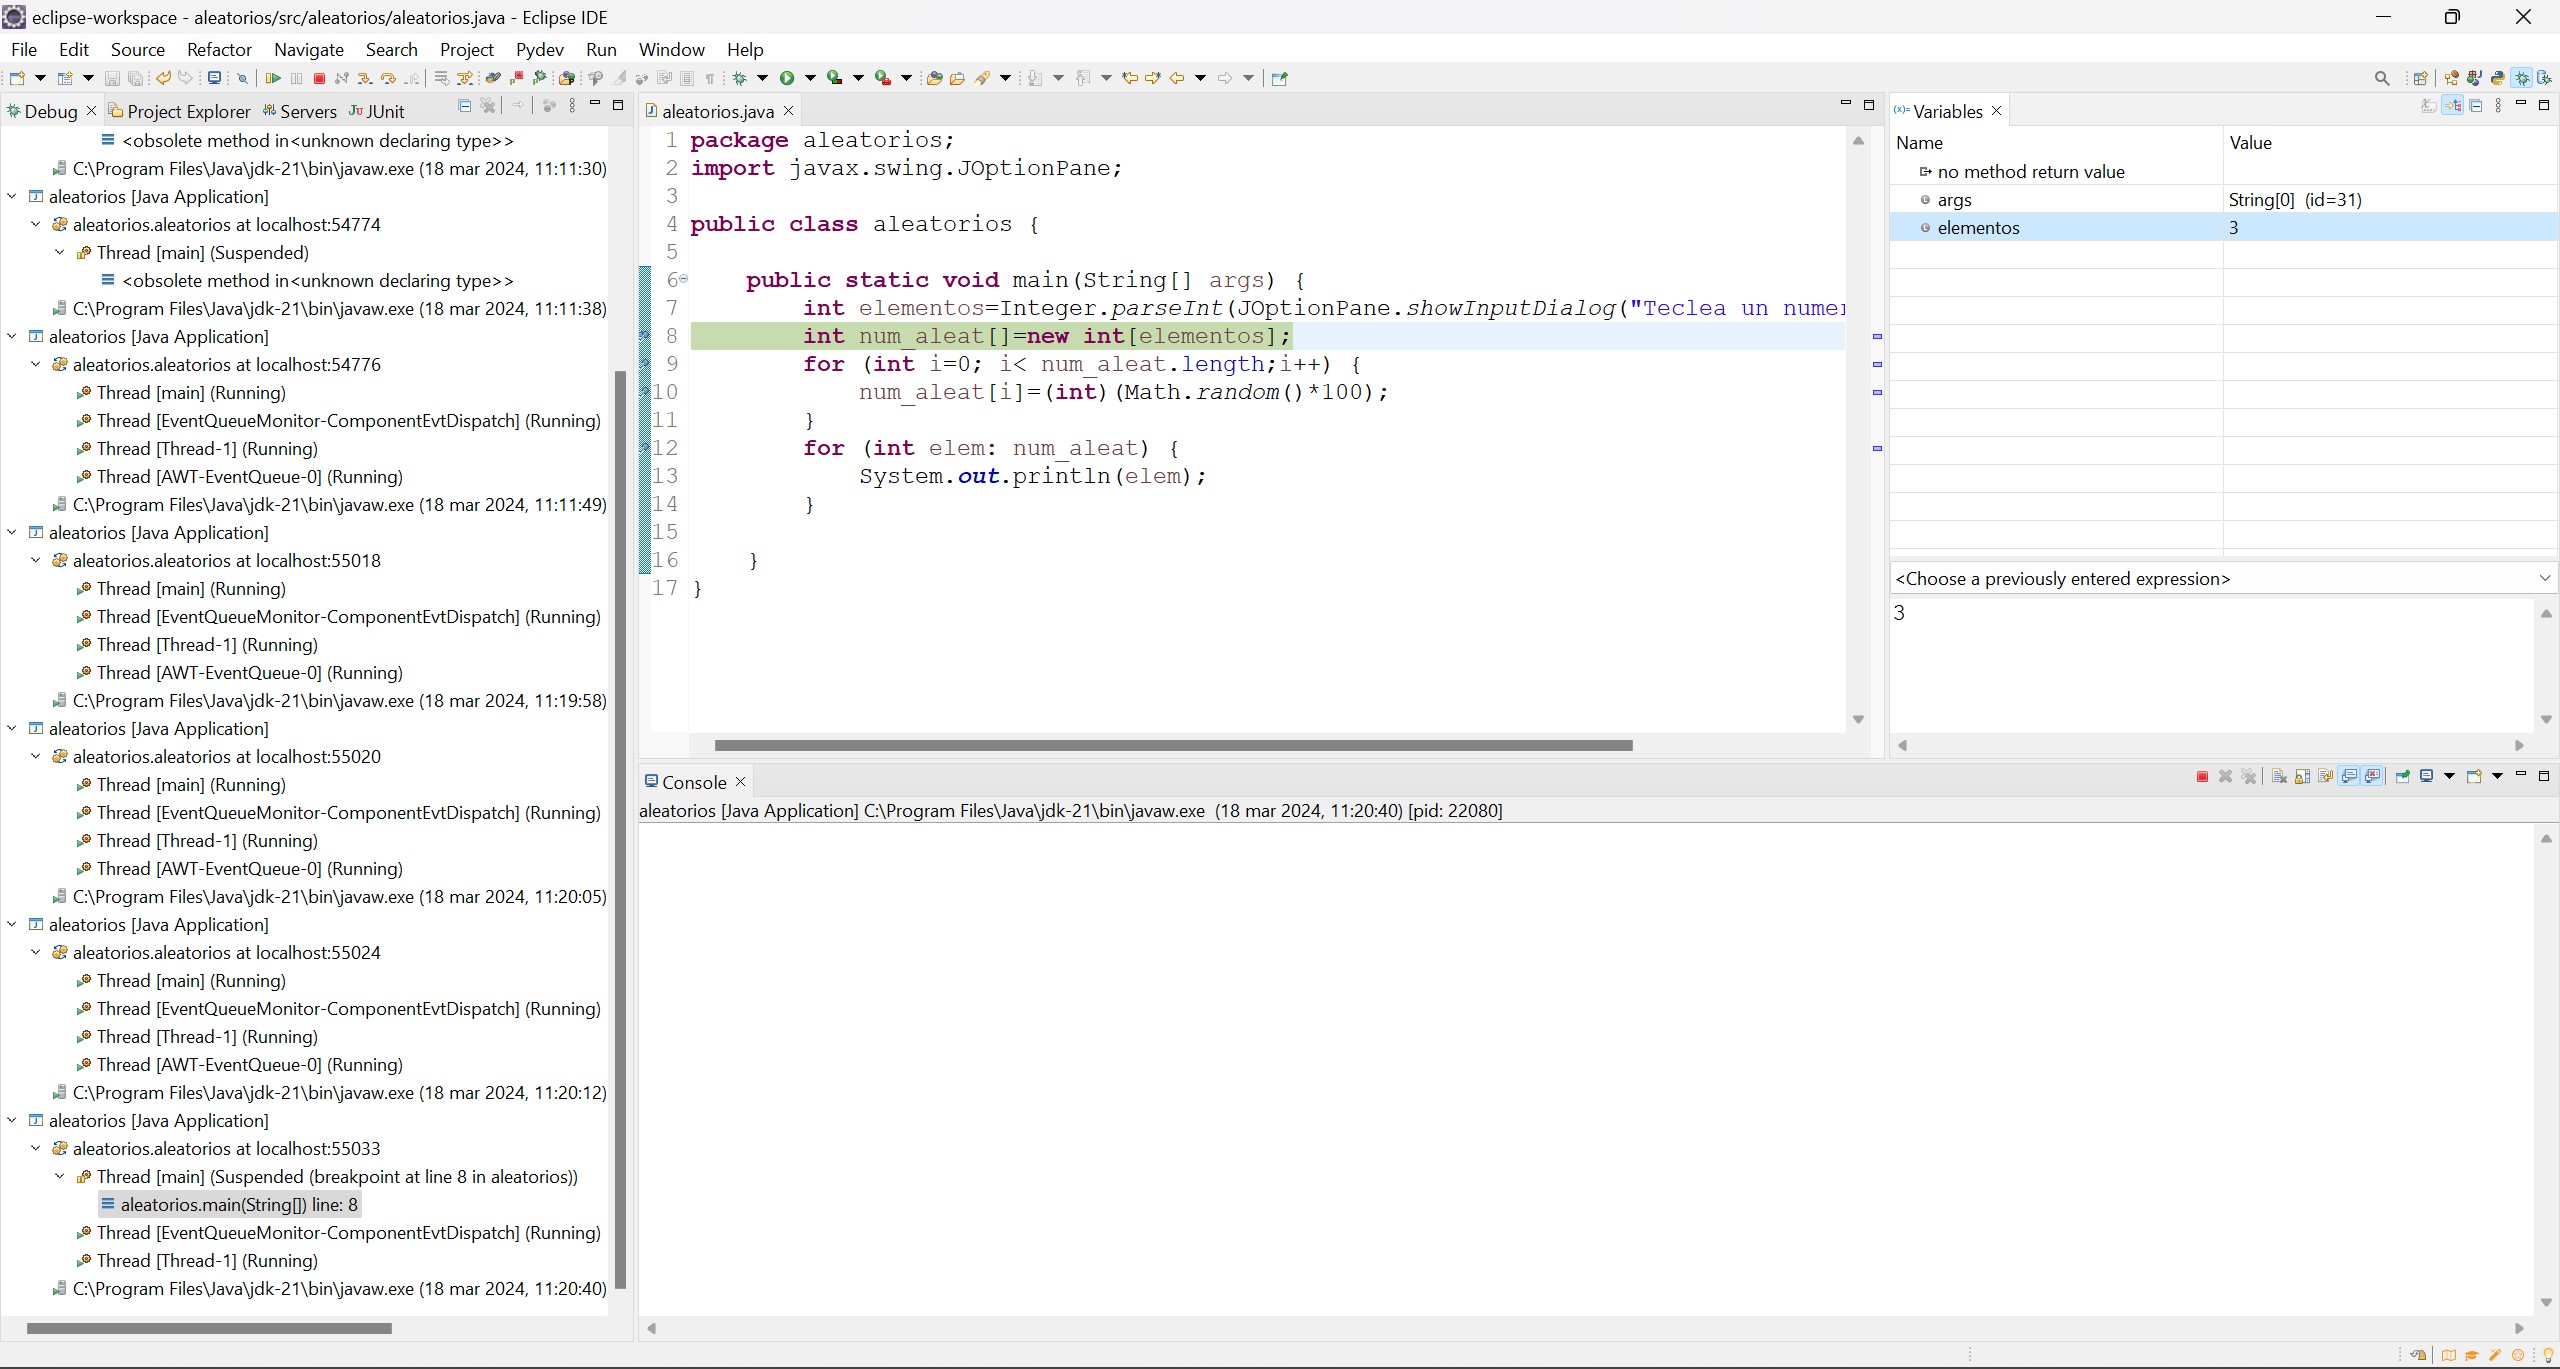 eclipse-workspace - aleatorios/src/aleatorios/aleatorios.java - Eclipse IDE
File Edit Source Refactor Navigate Search Project Pydev Run Window Help
Debug Project Explorer Servers JUnit
<obsolete method in<unknown declaring type>>
C:\Program Files\Java\jdk-21\bin\javaw.exe (18 mar 2024, 11:11:30)
aleatorios [Java Application]
aleatorios.aleatorios at localhost:54774
Thread [main] (Suspended)
<obsolete method in<unknown declaring type>>
C:\Program Files\Java\jdk-21\bin\javaw.exe (18 mar 2024, 11:11:38)
aleatorios [Java Application]
aleatorios.aleatorios at localhost:54776
Thread [main] (Running)
Thread [EventQueueMonitor-ComponentEvtDispatch] (Running)
Thread [Thread-1] (Running)
Thread [AWT-EventQueue-0] (Running)
C:\Program Files\Java\jdk-21\bin\javaw.exe (18 mar 2024, 11:11:49)
aleatorios [Java Application]
aleatorios.aleatorios at localhost:55018
Thread [main] (Running)
Thread [EventQueueMonitor-ComponentEvtDispatch] (Running)
Thread [Thread-1] (Running)
Thread [AWT-EventQueue-0] (Running)
C:\Program Files\Java\jdk-21\bin\javaw.exe (18 mar 2024, 11:19:58)
aleatorios [Java Application]
aleatorios.aleatorios at localhost:55020
Thread [main] (Running)
Thread [EventQueueMonitor-ComponentEvtDispatch] (Running)
Thread [Thread-1] (Running)
Thread [AWT-EventQueue-0] (Running)
C:\Program Files\Java\jdk-21\bin\javaw.exe (18 mar 2024, 11:20:05)
aleatorios [Java Application]
aleatorios.aleatorios at localhost:55024
Thread [main] (Running)
Thread [EventQueueMonitor-ComponentEvtDispatch] (Running)
Thread [Thread-1] (Running)
Thread [AWT-EventQueue-0] (Running)
C:\Program Files\Java\jdk-21\bin\javaw.exe (18 mar 2024, 11:20:12)
aleatorios [Java Application]
aleatorios.aleatorios at localhost:55033
Thread [main] (Suspended (breakpoint at line 8 in aleatorios))
aleatorios.main(String[]) line: 8
Thread [EventQueueMonitor-ComponentEvtDispatch] (Running)
Thread [Thread-1] (Running)
C:\Program Files\Java\jdk-21\bin\javaw.exe (18 mar 2024, 11:20:40)
aleatorios.java
1 package aleatorios;
2 import javax.swing.JOptionPane;
3
4 public class aleatorios {
5
6 public static void main(String[] args) {
7 int elementos=Integer.parseInt(JOptionPane.showInputDialog("Teclea un numer
8 int num_aleat[]=new int[elementos];
9 for (int i=0; i< num_aleat.length;i++) {
10 num_aleat[i]=(int)(Math.random()*100);
11 }
12 for (int elem: num_aleat) {
13 System.out.println(elem);
14 }
15
16 }
17 }
(x)= Variables
Name Value
no method return value
args String[0] (id=31)
elementos 3
<Choose a previously entered expression>
3
Console
aleatorios [Java Application] C:\Program Files\Java\jdk-21\bin\javaw.exe (18 mar 2024, 11:20:40) [pid: 22080]